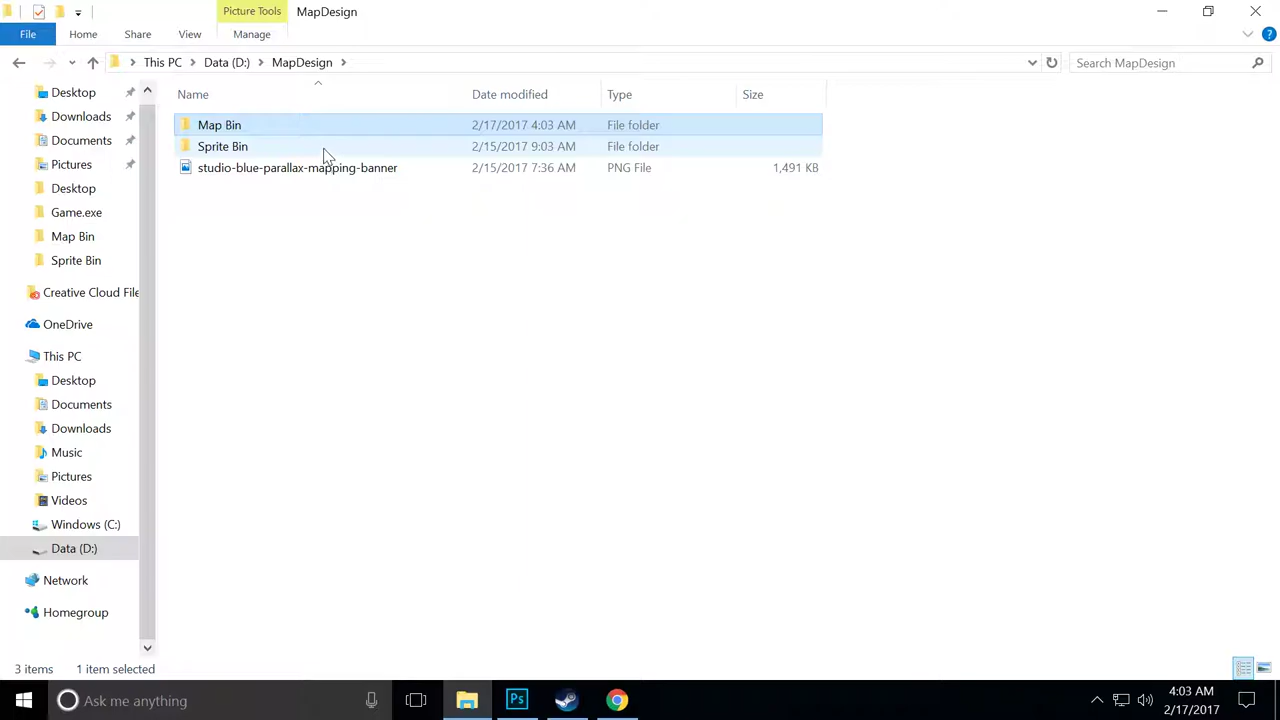 Picture Tools MapDesign
File Home Share View Manage
This PC Data (D:) MapDesign Search MapDesign
Name Date modified Type Size
Map Bin 2/17/2017 4:03 AM File folder
Sprite Bin 2/15/2017 9:03 AM File folder
studio-blue-parallax-mapping-banner 2/15/2017 7:36 AM PNG File 1,491 KB
Desktop
Downloads
Documents
Pictures
Desktop
Game.exe
Map Bin
Sprite Bin
Creative Cloud File
OneDrive
This PC
Desktop
Documents
Downloads
Music
Pictures
Videos
Windows (C:)
Data (D:)
Network
Homegroup
3 items 1 item selected
Ask me anything Ps 4:03 AM
2/17/2017